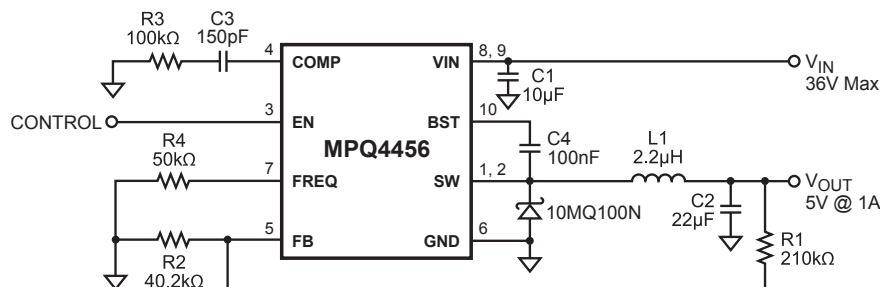 R3
100kΩ
C3
150pF
4
COMP
VIN
8, 9
C1
10µF
VIN
36V Max
CONTROL
3
EN
BST
10
MPQ4456
C4
100nF
L1
2.2µH
R4
50kΩ
7
FREQ
SW
1, 2
VOUT
5V @ 1A
10MQ100N
C2
22µF
5
FB
GND
6
R2
40.2kΩ
R1
210kΩ